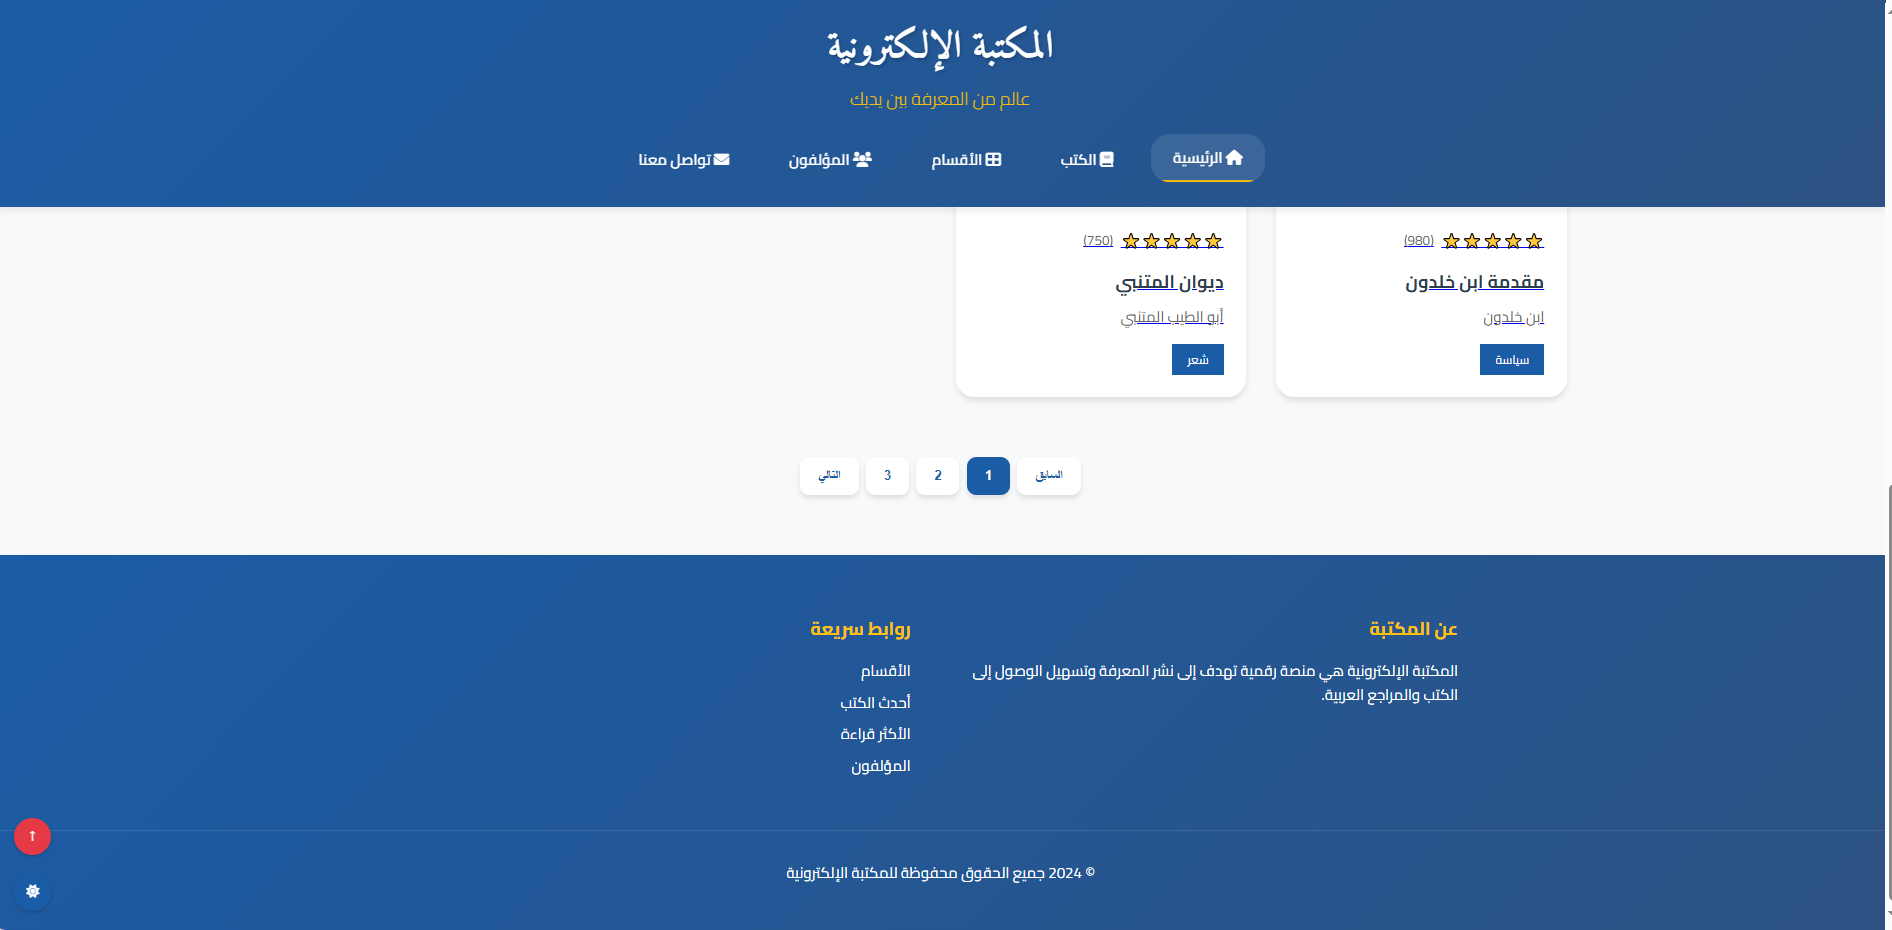 المكتبة الإلكترونية
عالم من المعرفة بين يديك
الرئيسية
الكتب
الأقسام
المؤلفون
تواصل معنا
(980)
مقدمة ابن خلدون
ابن خلدون
سياسة
(750)
ديوان المتنبي
أبو الطيب المتنبي
شعر
السابق
1
2
3
التالي
عن المكتبة
المكتبة الإلكترونية هي منصة رقمية تهدف إلى نشر المعرفة وتسهيل الوصول إلى
الكتب والمراجع العربية.
روابط سريعة
الأقسام
أحدث الكتب
الأكثر قراءة
المؤلفون
© 2024 جميع الحقوق محفوظة للمكتبة الإلكترونية